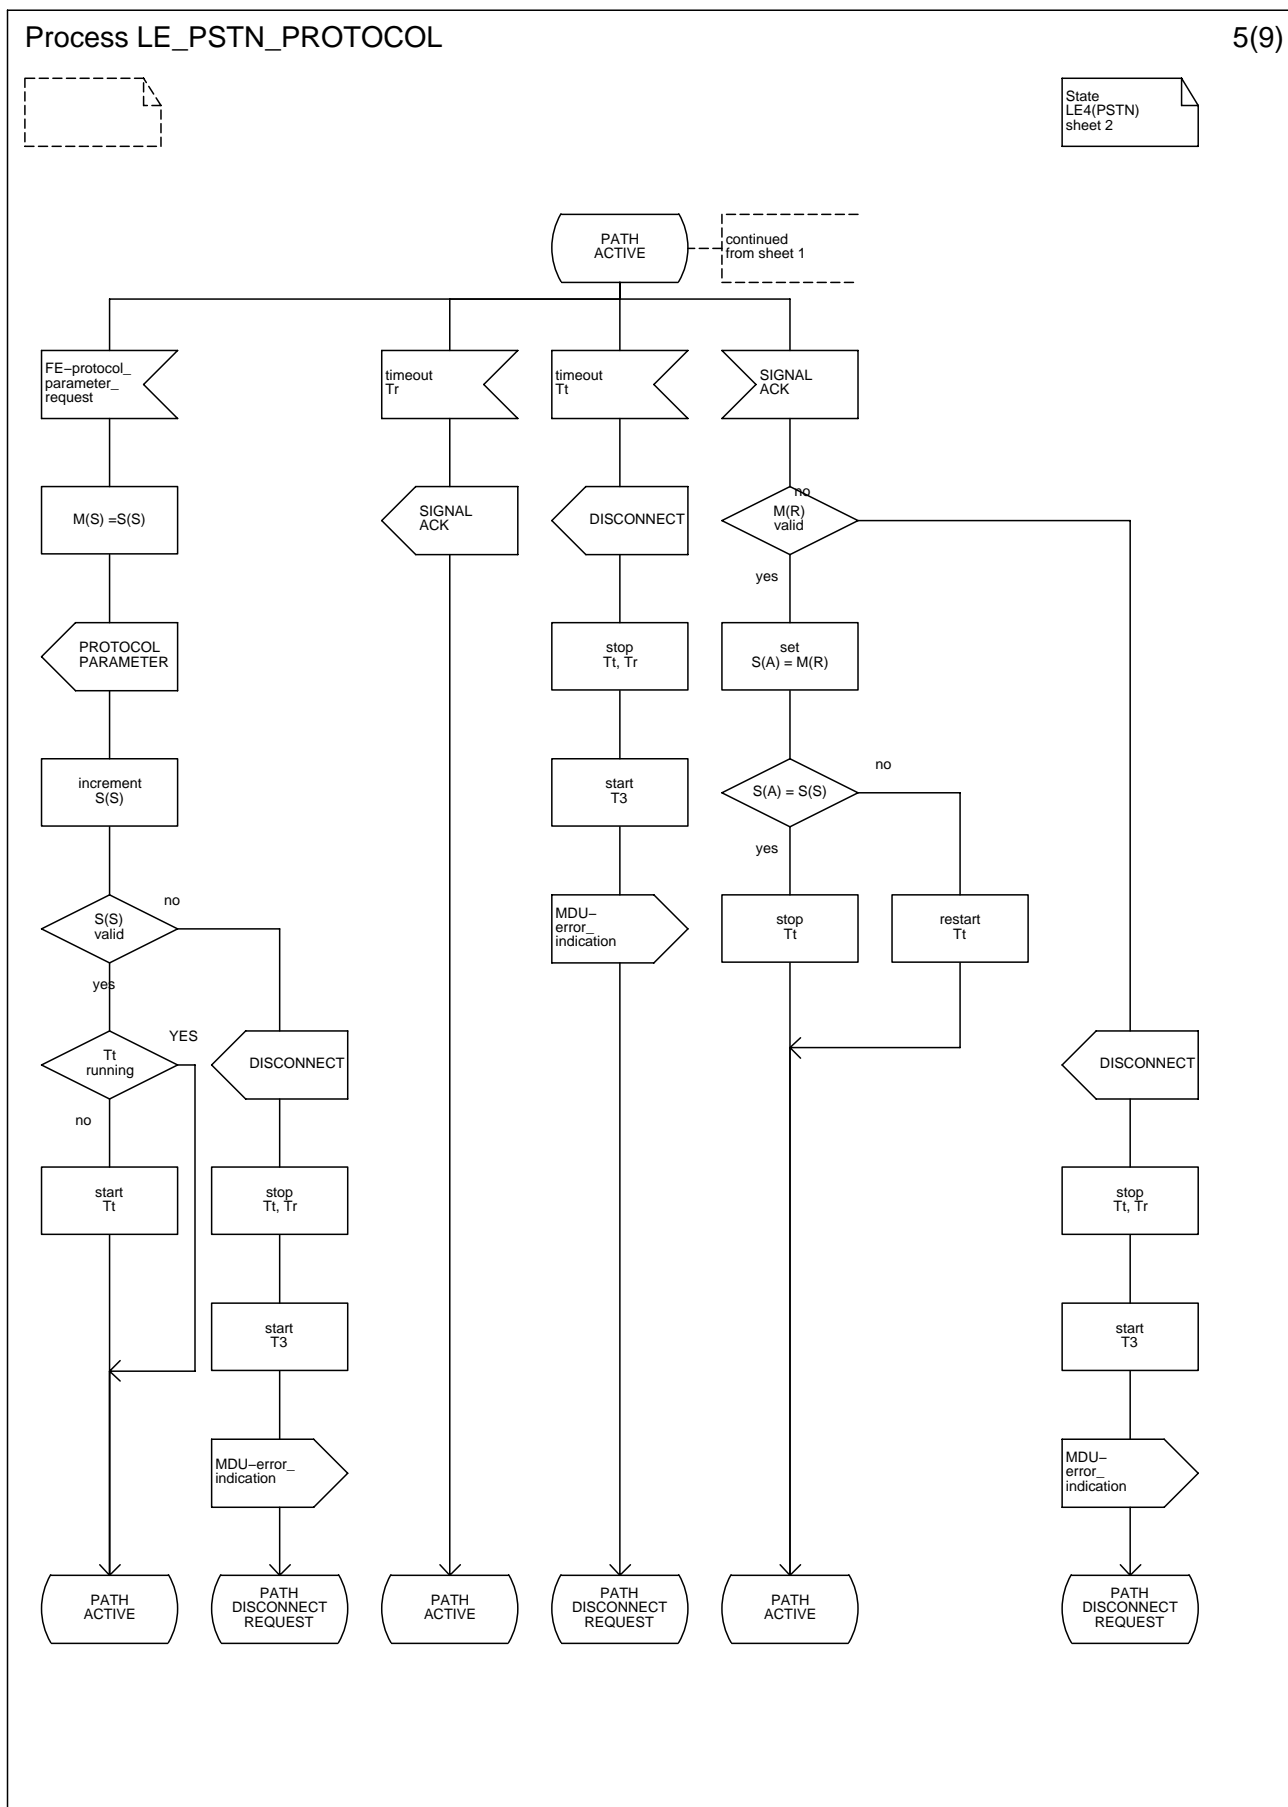 Process LE_PSTN_PROTOCOL
5(9)
State
LE4(PSTN)
sheet 2
PATH
ACTIVE
continued
from sheet 1
FE−protocol_
parameter_
request
timeout
Tr
timeout
Tt
SIGNAL
ACK
M(S) =S(S)
SIGNAL
ACK
DISCONNECT
no
M(R)
valid
yes
PROTOCOL
PARAMETER
stop
Tt, Tr
set
S(A) = M(R)
increment
S(S)
start
T3
S(A) = S(S)
no
yes
S(S)
valid
no
yes
MDU−
error_
indication
stop
Tt
restart
Tt
Tt
running
YES
no
DISCONNECT
DISCONNECT
start
Tt
stop
Tt, Tr
stop
Tt, Tr
start
T3
start
T3
MDU−error_
indication
MDU−
error_
indication
PATH
ACTIVE
PATH
DISCONNECT
REQUEST
PATH
ACTIVE
PATH
DISCONNECT
REQUEST
PATH
ACTIVE
PATH
DISCONNECT
REQUEST